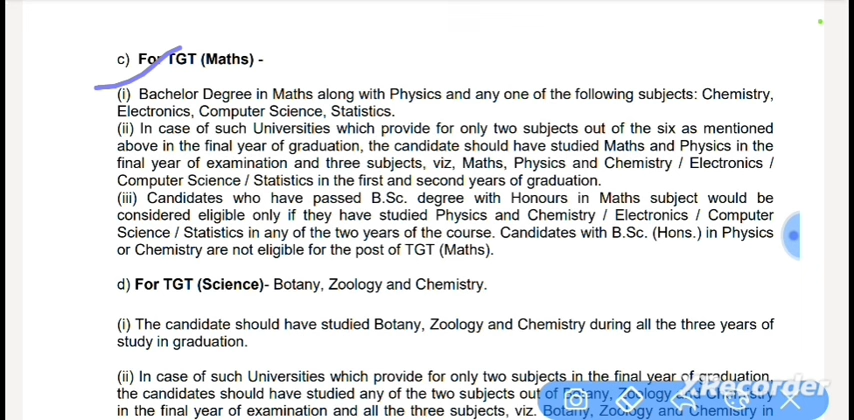 c) For TGT (Maths) -
(i) Bachelor Degree in Maths along with Physics and any one of the following subjects: Chemistry,
Electronics, Computer Science, Statistics.
(ii) In case of such Universities which provide for only two subjects out of the six as mentioned
above in the final year of graduation, the candidate should have studied Maths and Physics in the
final year of examination and three subjects, viz, Maths, Physics and Chemistry / Electronics /
Computer Science / Statistics in the first and second years of graduation.
(iii) Candidates who have passed B.Sc. degree with Honours in Maths subject would be
considered eligible only if they have studied Physics and Chemistry / Electronics / Computer
Science / Statistics in any of the two years of the course. Candidates with B.Sc. (Hons.) in Physics
or Chemistry are not eligible for the post of TGT (Maths).
d) For TGT (Science)- Botany, Zoology and Chemistry.
(i) The candidate should have studied Botany, Zoology and Chemistry during all the three years of
study in graduation.
(ii) In case of such Universities which provide for only two subjects in the final year of graduation,
the candidates should have studied any of the two subjects out of Botany, Zoology and Chemistry
in the final year of examination and all the three subjects, viz. Botany, Zoology and Chemistry in
XRecorder